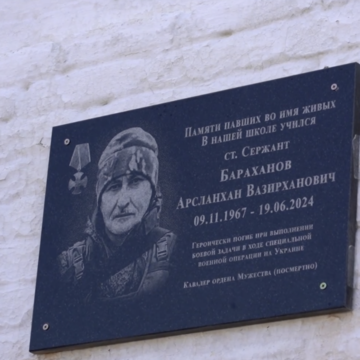 Памяти павших во имя живых
В нашей школе учился
ст. Сержант
Бараханов
Арсланхан Вазирханович
09.11.1967 - 19.06.2024
Героически погиг при выполнении
боевой задачи в ходе специальной
военной операции на Украине
Кавалер ордена Мужества (посмертно)